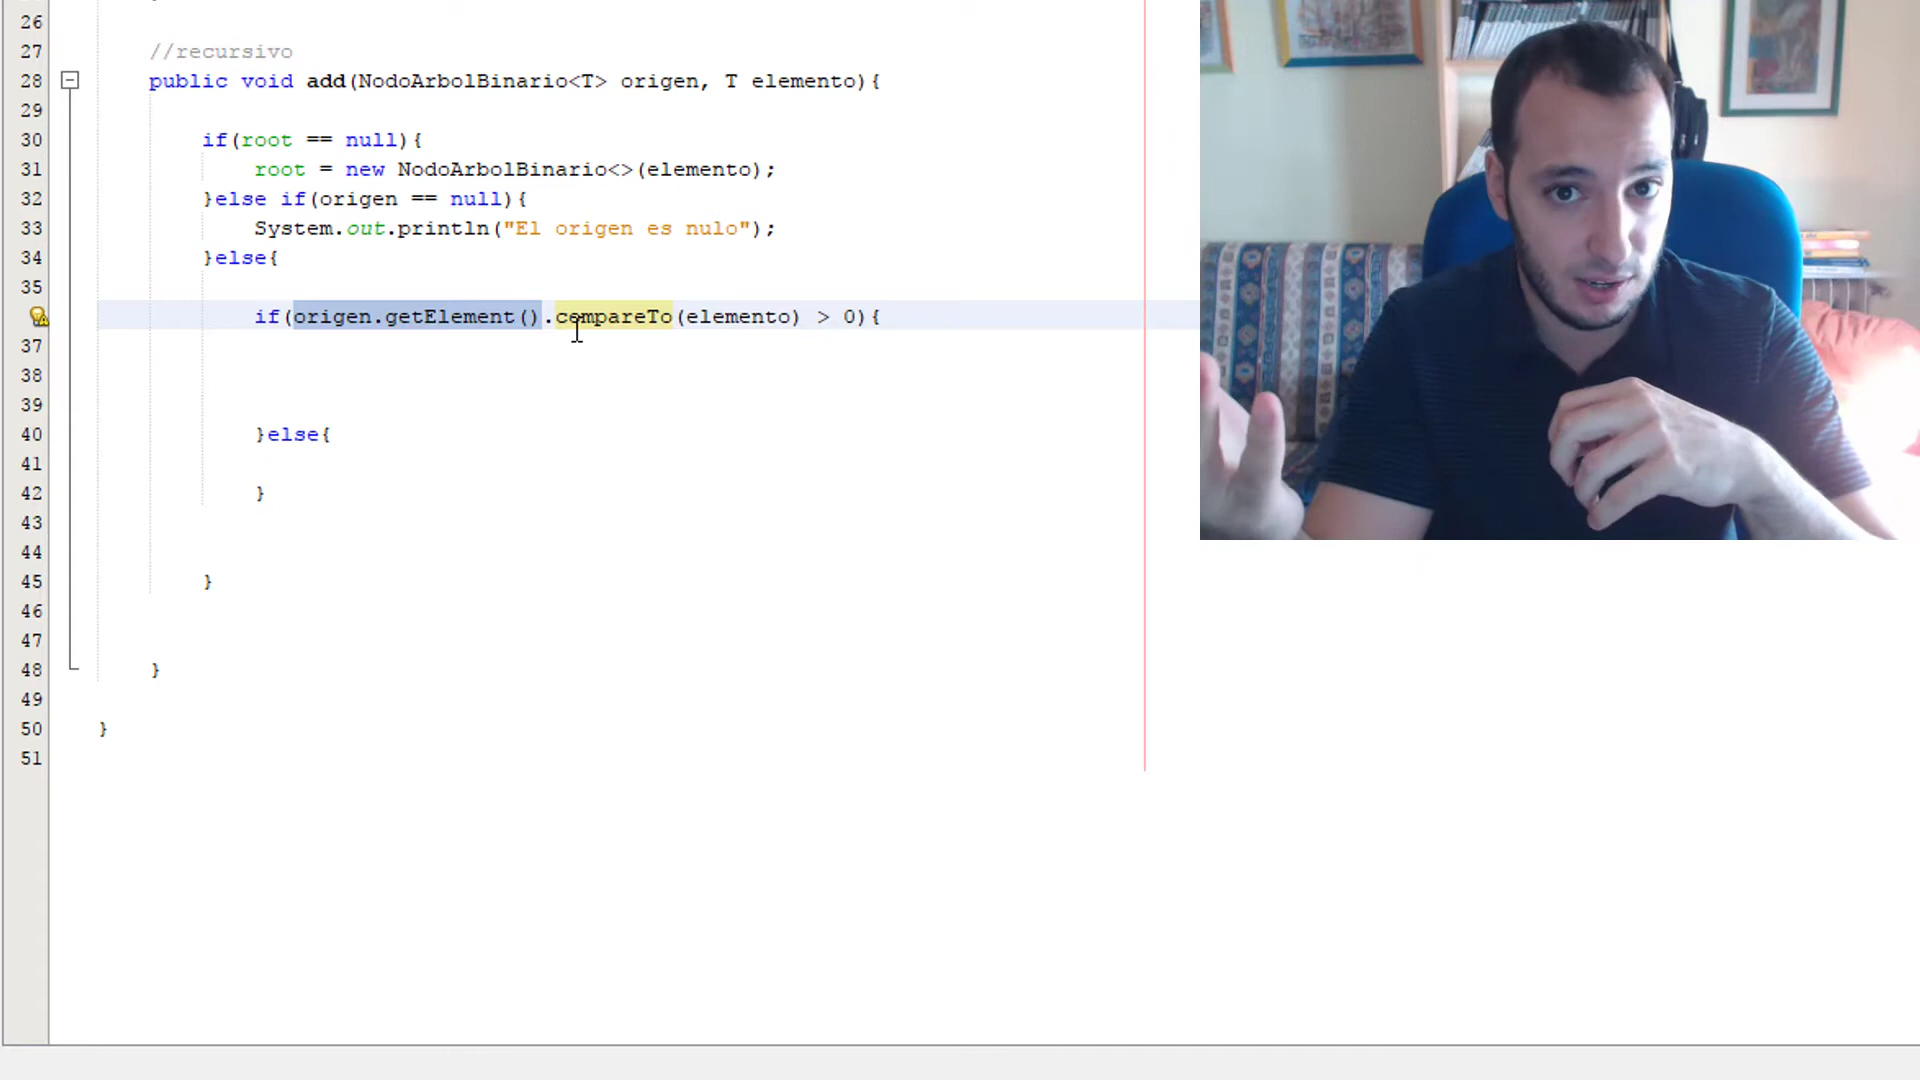 26
27 //recursivo
28 public void add(NodoArbolBinario<T> origen, T elemento){
29
30 if(root == null){
31 root = new NodoArbolBinario<>(elemento);
32 }else if(origen == null){
33 System.out.println("El origen es nulo");
34 }else{
35
if(origen.getElement().compareTo(elemento) > 0){
37
38
39
40 }else{
41
42 }
43
44
45 }
46
47
48 }
49
50 }
51